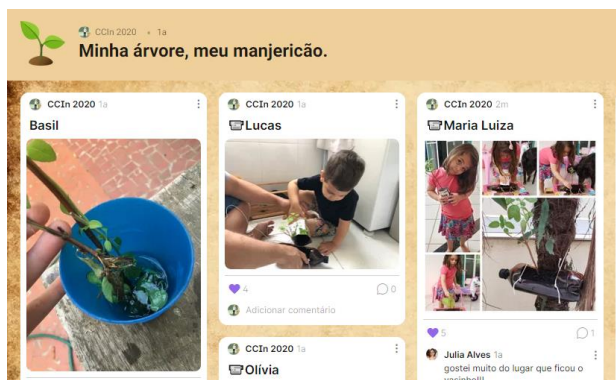 CCIn 2020 • 1a
Minha árvore, meu manjericão.
CCIn 2020 1a
Basil
CCIn 2020 1a
Lucas
4
0
Adicionar comentário
CCIn 2020 1a
Olívia
CCIn 2020 2m
Maria Luiza
5
1
Julia Alves 1a
gostei muito do lugar que ficou o